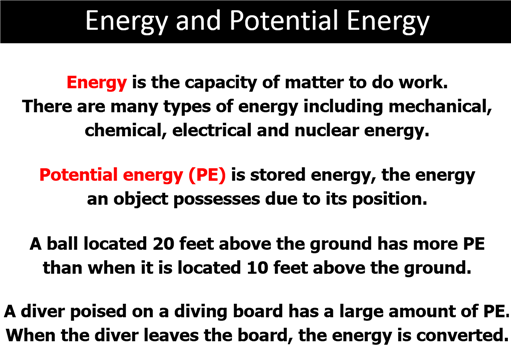 Energy and Potential Energy
Energy is the capacity of matter to do work.
There are many types of energy including mechanical,
chemical, electrical and nuclear energy.
Potential energy (PE) is stored energy, the energy
an object possesses due to its position.
A ball located 20 feet above the ground has more PE
than when it is located 10 feet above the ground.
A diver poised on a diving board has a large amount of PE.
When the diver leaves the board, the energy is converted.